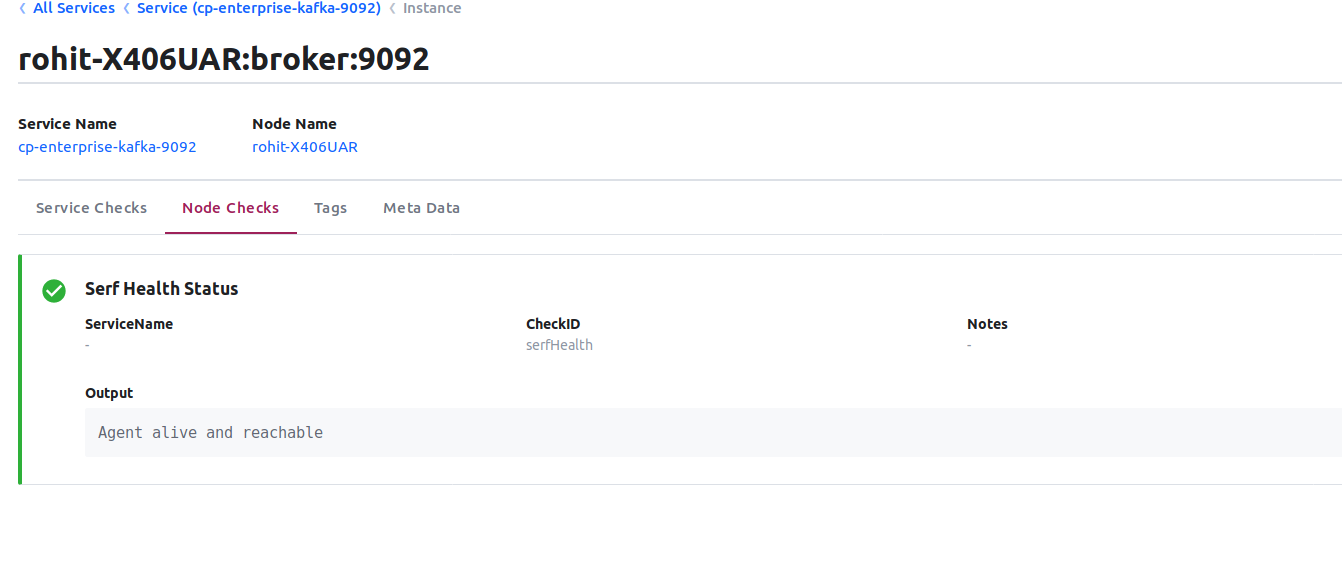 All Services Service (cp-enterprise-kafka-9092) Instance
rohit-X406UAR:broker:9092
Service Name Node Name
cp-enterprise-kafka-9092 rohit-X406UAR
Service Checks Node Checks Tags Meta Data
Serf Health Status
ServiceName CheckID Notes
- serfHealth -
Output
Agent alive and reachable